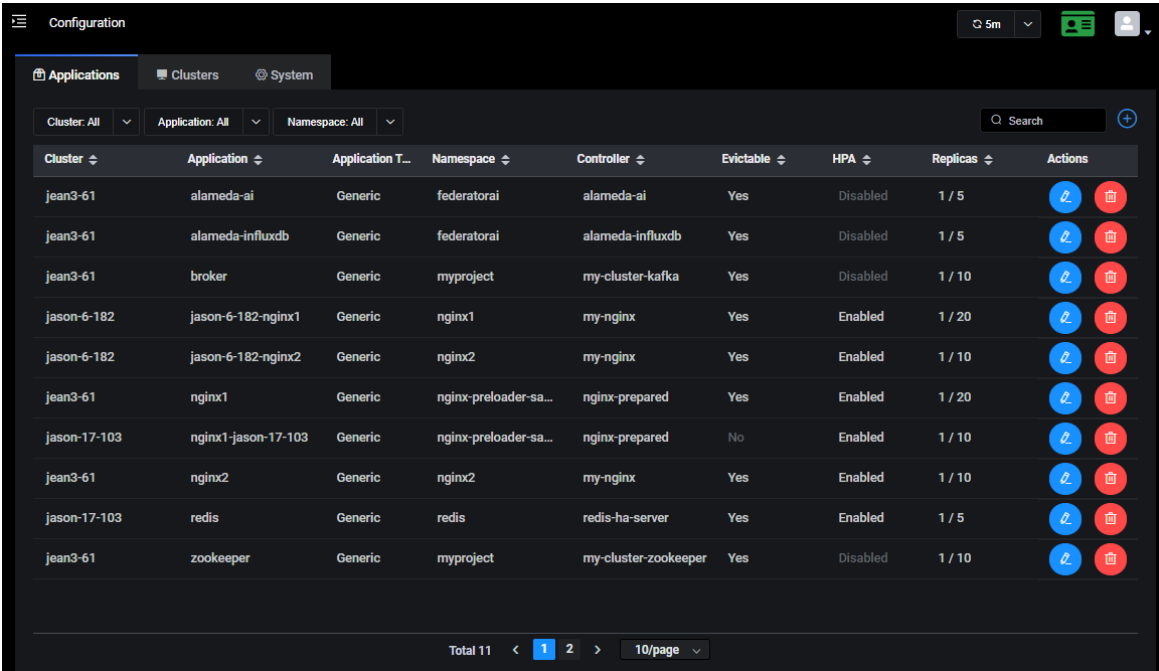 Configuration
5m
Applications Clusters System
Cluster: All Application: All Namespace: All Search
Cluster Application Application T... Namespace Controller Evictable HPA Replicas Actions
jean3-61 alameda-ai Generic federatorai alameda-ai Yes Disabled 1 / 5
jean3-61 alameda-influxdb Generic federatorai alameda-influxdb Yes Disabled 1 / 5
jean3-61 broker Generic myproject my-cluster-kafka Yes Disabled 1 / 10
jason-6-182 jason-6-182-nginx1 Generic nginx1 my-nginx Yes Enabled 1 / 20
jason-6-182 jason-6-182-nginx2 Generic nginx2 my-nginx Yes Enabled 1 / 10
jean3-61 nginx1 Generic nginx-preloader-sa... nginx-prepared Yes Enabled 1 / 20
jason-17-103 nginx1-jason-17-103 Generic nginx-preloader-sa... nginx-prepared No Enabled 1 / 10
jean3-61 nginx2 Generic nginx2 my-nginx Yes Enabled 1 / 10
jason-17-103 redis Generic redis redis-ha-server Yes Enabled 1 / 5
jean3-61 zookeeper Generic myproject my-cluster-zookeeper Yes Disabled 1 / 10
Total 11 < 1 2 > 10/page